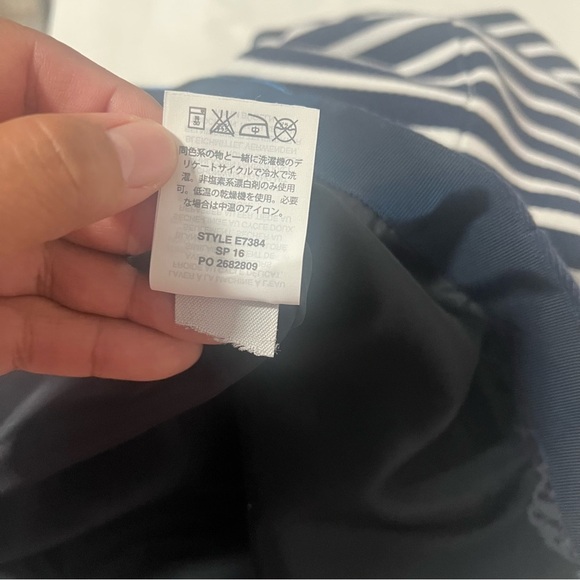 同色系の物と一緒に洗濯機のデ
リケートサイクルで冷水で洗
濯。非塩素系漂白剤のみ使用
可。低温の乾燥機を使用。必要
な場合は中温のアイロン。
STYLE E7384
SP 16
PO 2682809